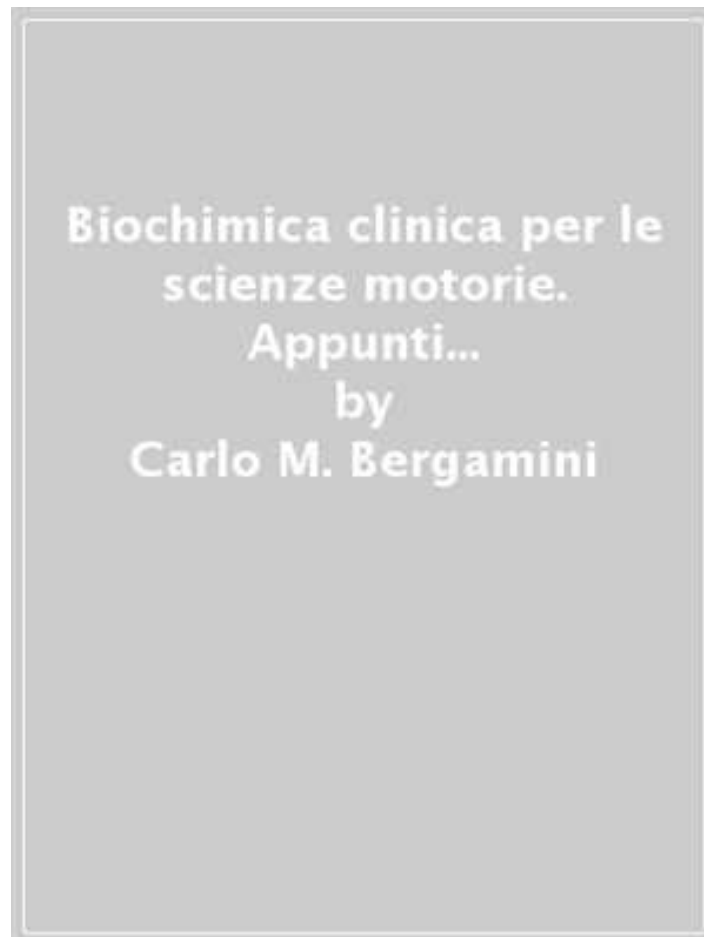 Biochimica clinica per le
scienze motorie.
Appunti...
by
Carlo M. Bergamini